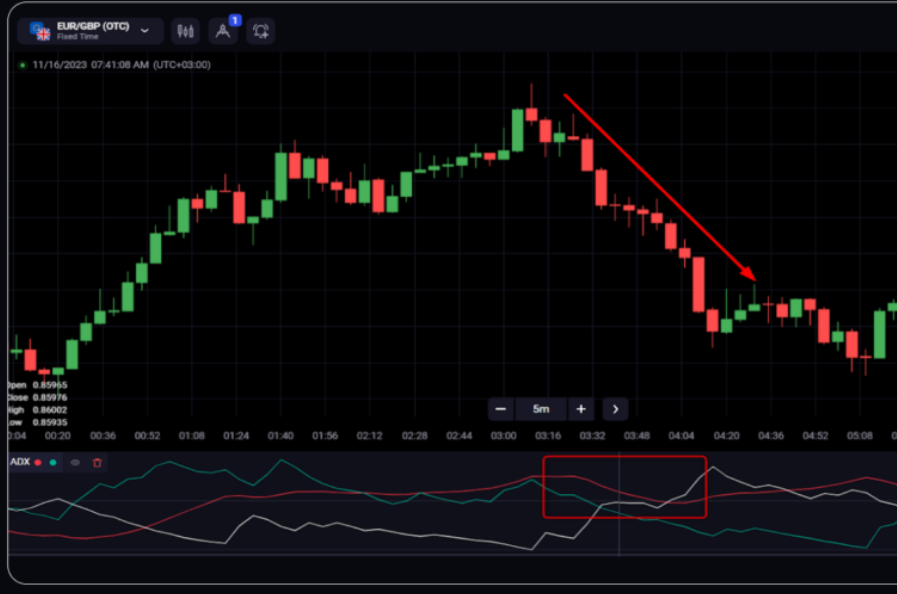 EUR/GBP (OTC)
Fixed Time
1
11/16/2023 07:41:08 AM (UTC+03:00)
Open 0.85965
Close 0.85976
High 0.86002
Low 0.85935
5m
0:04 00:20 00:36 00:52 01:08 01:24 01:40 01:56 02:12 02:28 02:44 03:00 03:16 03:32 03:48 04:04 04:20 04:36 04:52 05:08 0
ADX